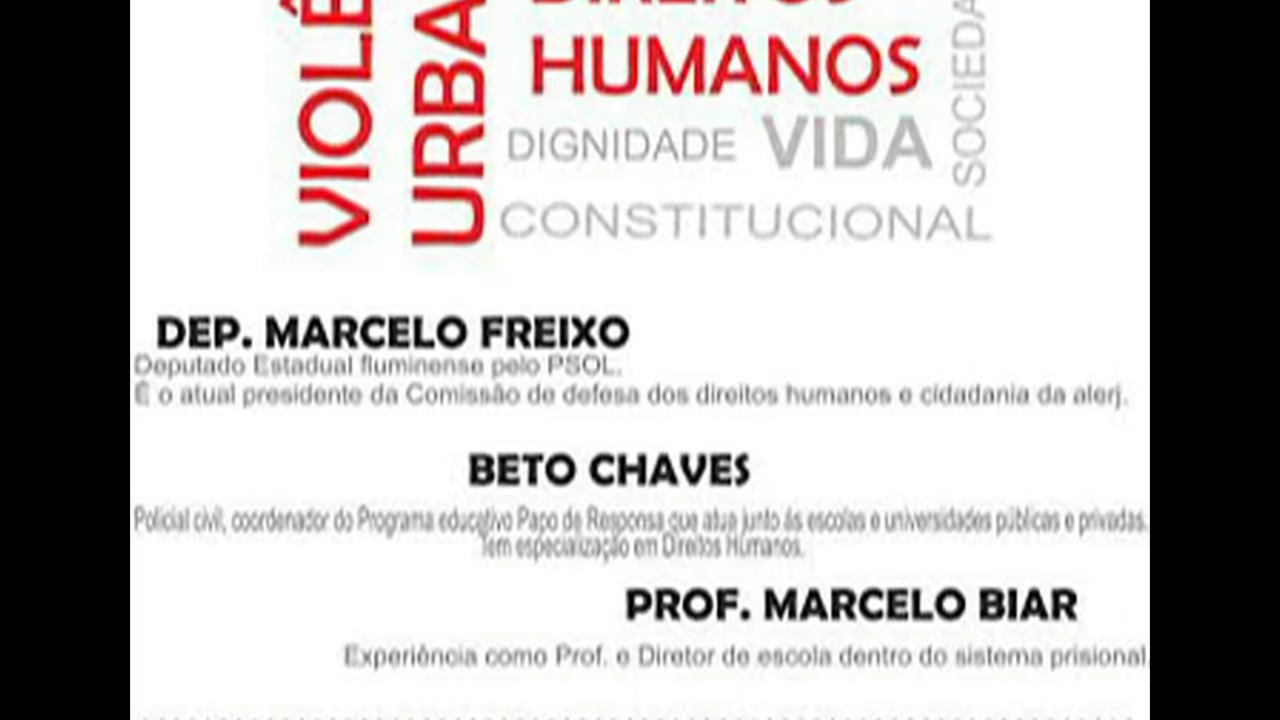 VIOLÊ
URBA
DIREITOS
HUMANOS
DIGNIDADE VIDA
SOCIEDA
CONSTITUCIONAL
DEP. MARCELO FREIXO
Deputado Estadual fluminense pelo PSOL.
É o atual presidente da Comissão de defesa dos direitos humanos e cidadania da alerj.
BETO CHAVES
Policial civil, coordenador do Programa educativo Papo de Responsa que atua junto ás escolas e universidades públicas e privadas.
Tem especialização em Direitos Humanos.
PROF. MARCELO BIAR
Experiência como Prof. e Diretor de escola dentro do sistema prisional.